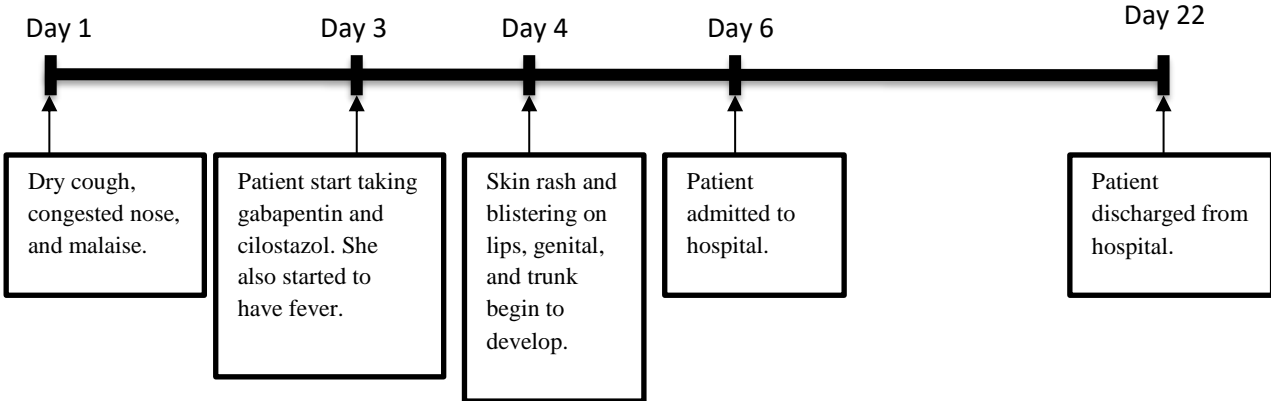 Day 1
Day 3
Day 4
Day 6
Day 22
Dry cough,
congested nose,
and malaise.
Patient start taking
gabapentin and
cilostazol. She
also started to
have fever.
Skin rash and
blistering on
lips, genital,
and trunk
begin to
develop.
Patient
admitted to
hospital.
Patient
discharged from
hospital.